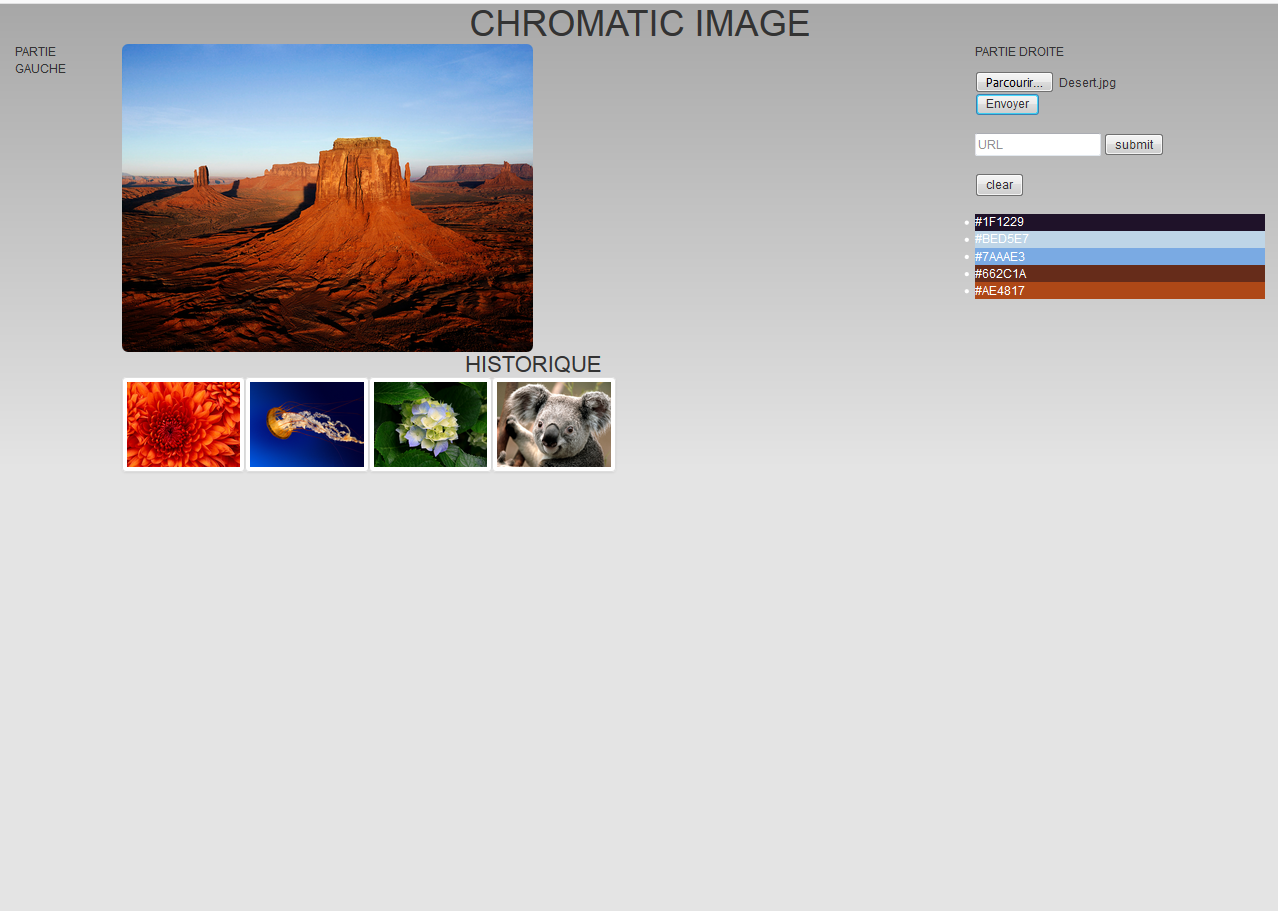 CHROMATIC IMAGE
PARTIE
GAUCHE
PARTIE DROITE
Parcourir... Desert.jpg
Envoyer
URL submit
clear
#1F1229
#BED5E7
#7AAAE3
#662C1A
#AE4817
HISTORIQUE